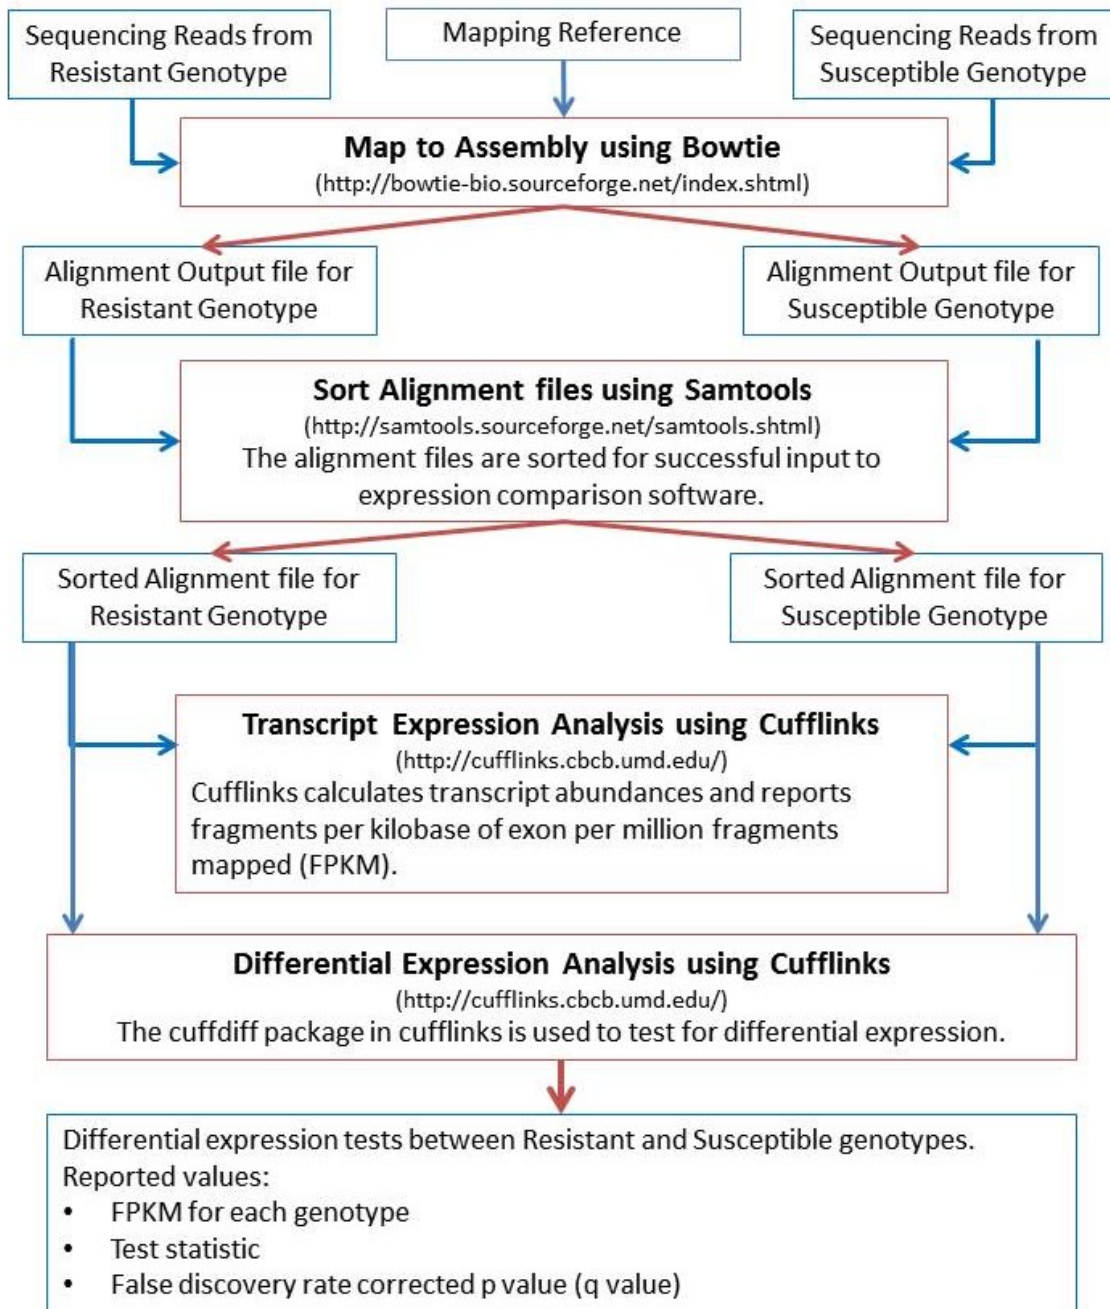 Sequencing Reads from
Resistant Genotype
Mapping Reference
Sequencing Reads from
Susceptible Genotype
Map to Assembly using Bowtie
(http://bowtie-bio.sourceforge.net/index.shtml)
Alignment Output file for
Resistant Genotype
Alignment Output file for
Susceptible Genotype
Sort Alignment files using Samtools
(http://samtools.sourceforge.net/samtools.shtml)
The alignment files are sorted for successful input to
expression comparison software.
Sorted Alignment file for
Resistant Genotype
Sorted Alignment file for
Susceptible Genotype
Transcript Expression Analysis using Cufflinks
(http://cufflinks.cbcb.umd.edu/)
Cufflinks calculates transcript abundances and reports
fragments per kilobase of exon per million fragments
mapped (FPKM).
Differential Expression Analysis using Cufflinks
(http://cufflinks.cbcb.umd.edu/)
The cuffdiff package in cufflinks is used to test for differential expression.
Differential expression tests between Resistant and Susceptible genotypes.
Reported values:
• FPKM for each genotype
• Test statistic
• False discovery rate corrected p value (q value)